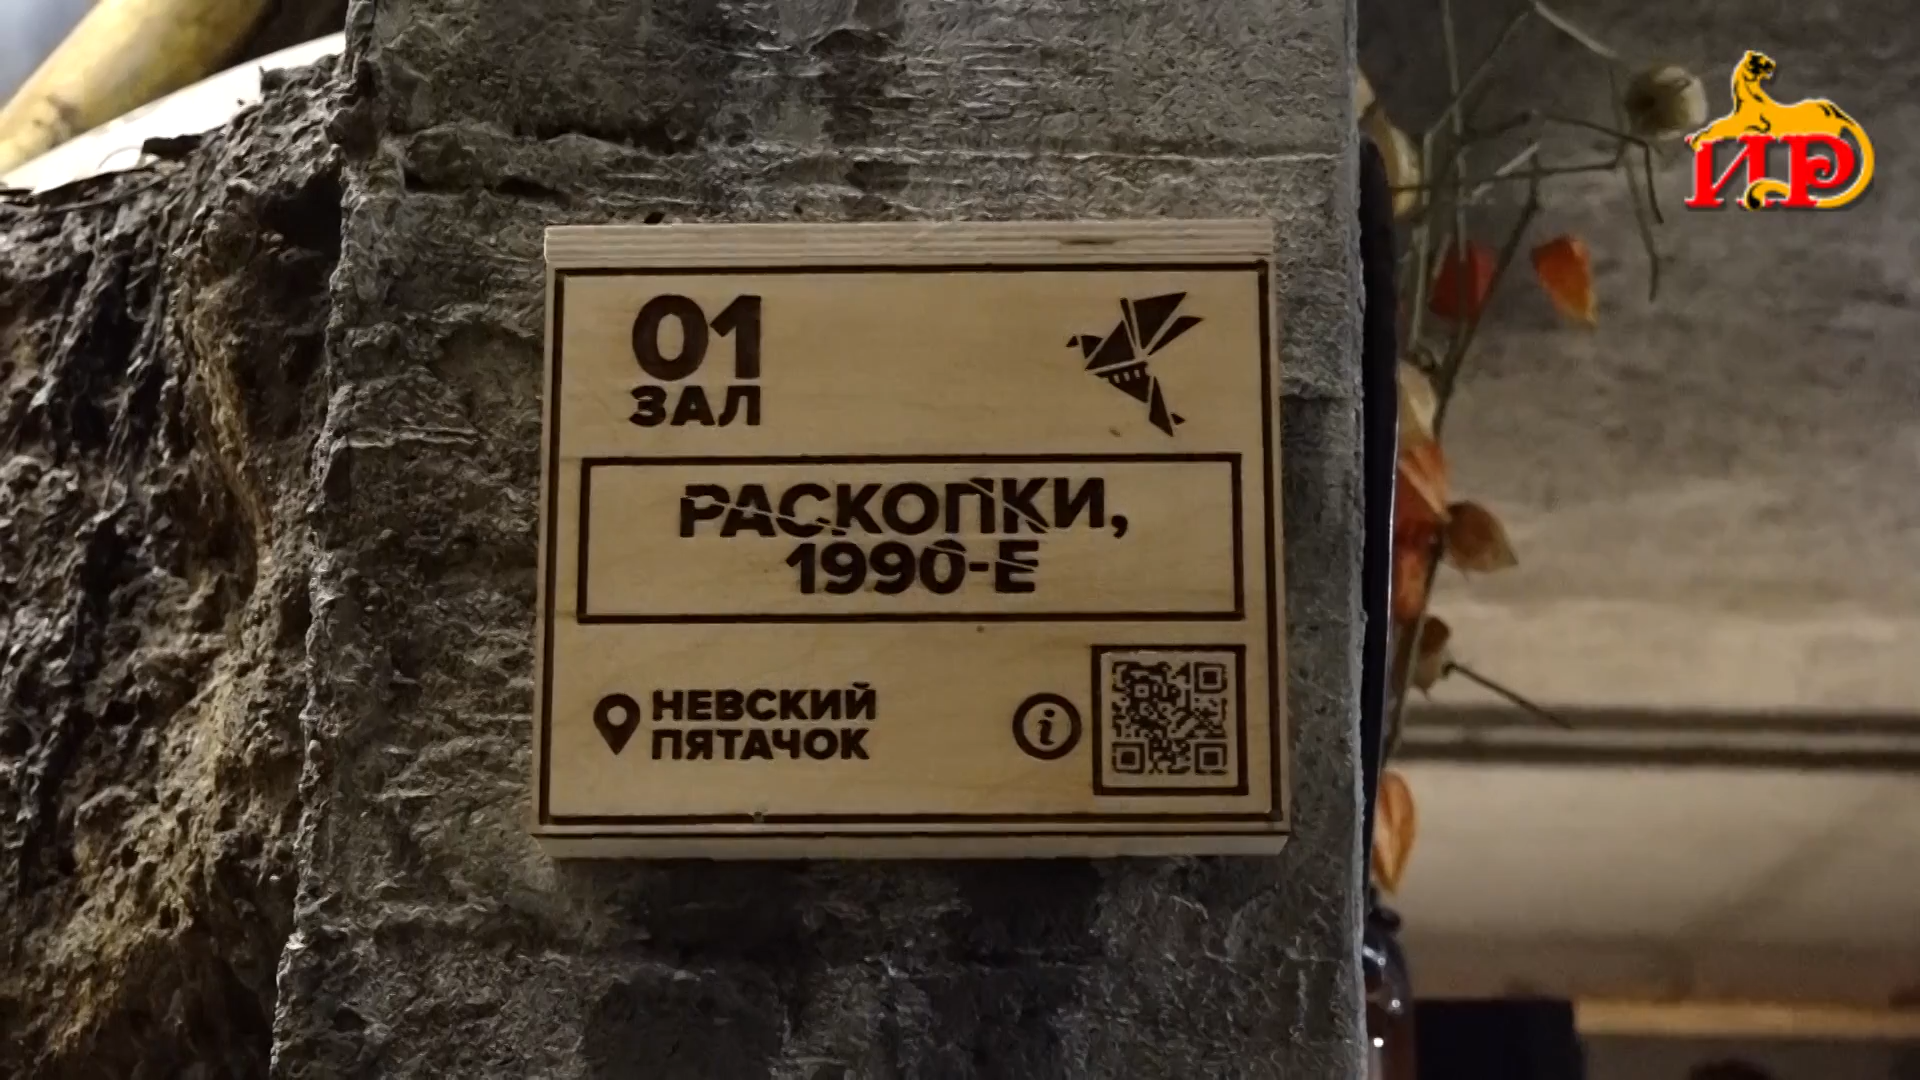 ИР
01
ЗАЛ
РАСКОПКИ,
1990-Е
НЕВСКИЙ
ПЯТАЧОК
i